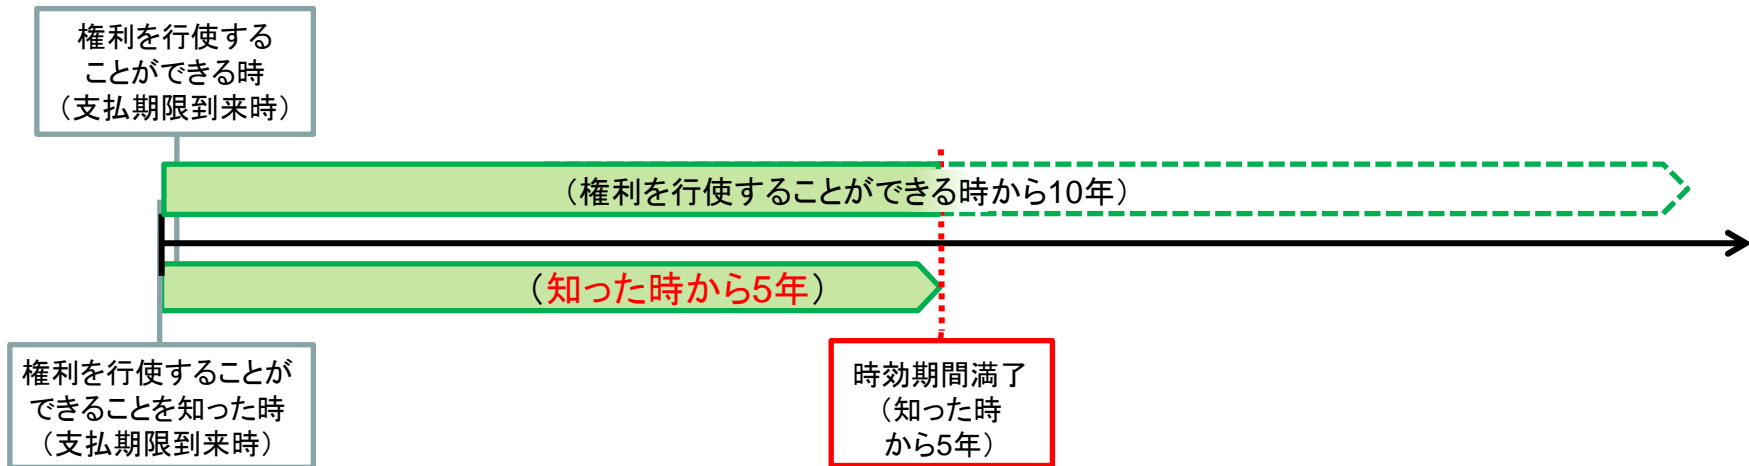 権利を行使する
ことができる時
（支払期限到来時）
（権利を行使することができる時から10年）
（知った時から5年）
権利を行使することが
できることを知った時
（支払期限到来時）
時効期間満了
（知った時
から5年）